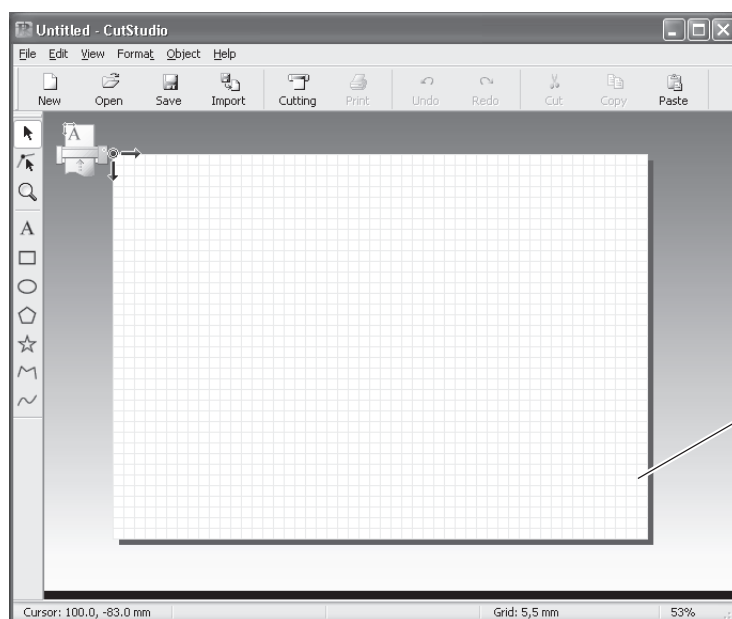 Untitled - CutStudio
File Edit View Format Object Help
New Open Save Import Cutting Print Undo Redo Cut Copy Paste
A
A
Cursor: 100.0, -83.0 mm Grid: 5,5 mm 53%